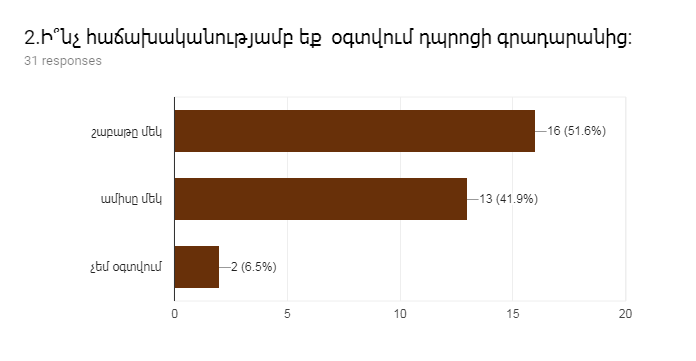 2.Ի՞նչ հաճախականությամբ եք  օգտվում դպրոցի գրադարանից:
31 responses
շաբաթը մեկ
16 (51.6%)
ամիսը մեկ
13 (41.9%)
չեմ օգտվում
2 (6.5%)
0 5 10 15 20